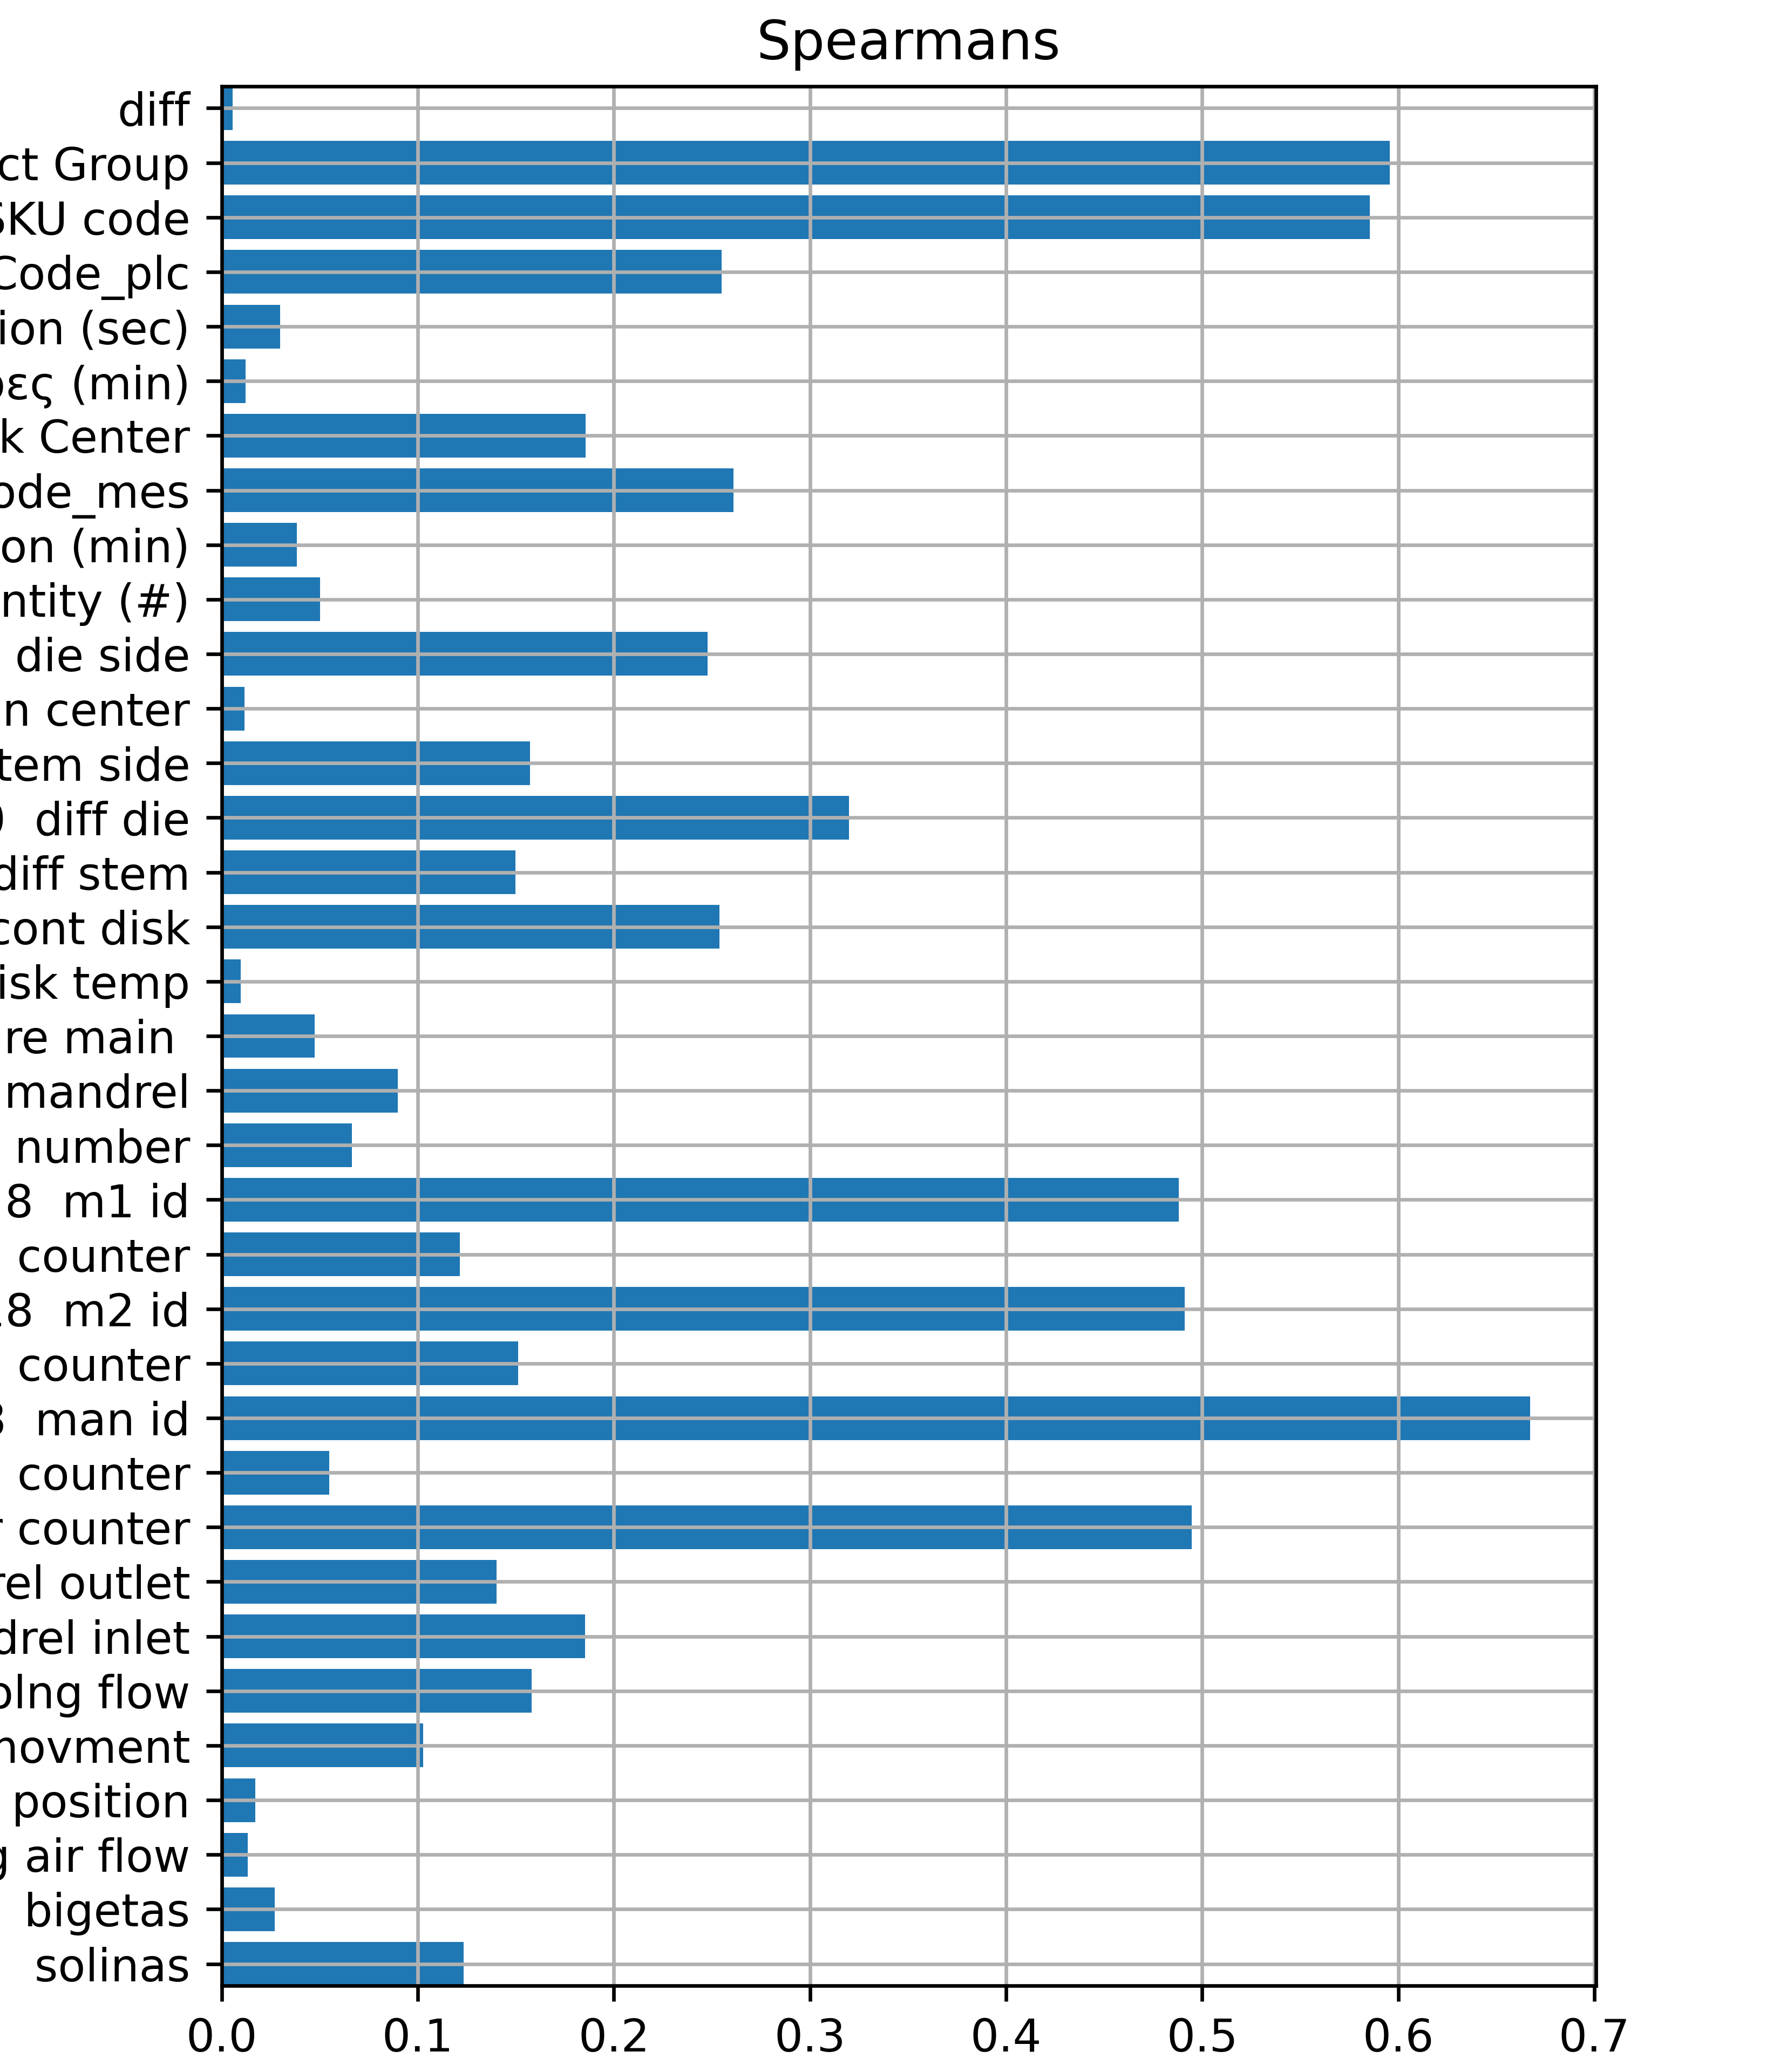 Spearmans
diff
ct Group
SKU code
Code_plc
ion (sec)
ρες (min)
k Center
ode_mes
on (min)
ntity (#)
die side
n center
tem side
diff die
diff stem
cont disk
isk temp
re main
mandrel
number
8 m1 id
counter
18 m2 id
counter
man id
counter
counter
rel outlet
drel inlet
olng flow
movment
position
g air flow
bigetas
solinas
0.0 0.1 0.2 0.3 0.4 0.5 0.6 0.7